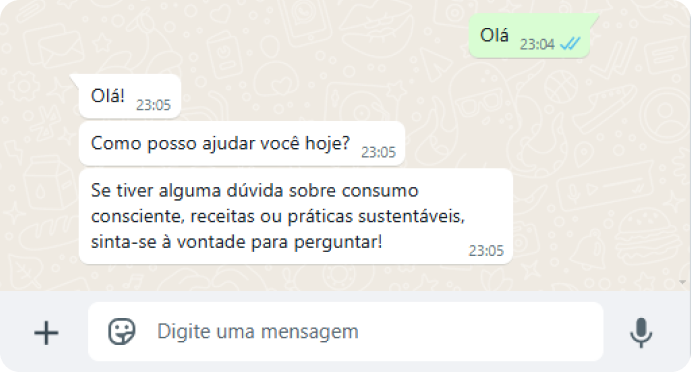 Olá 23:04
Olá! 23:05
Como posso ajudar você hoje? 23:05
Se tiver alguma dúvida sobre consumo
consciente, receitas ou práticas sustentáveis,
sinta-se à vontade para perguntar!
23:05
Digite uma mensagem